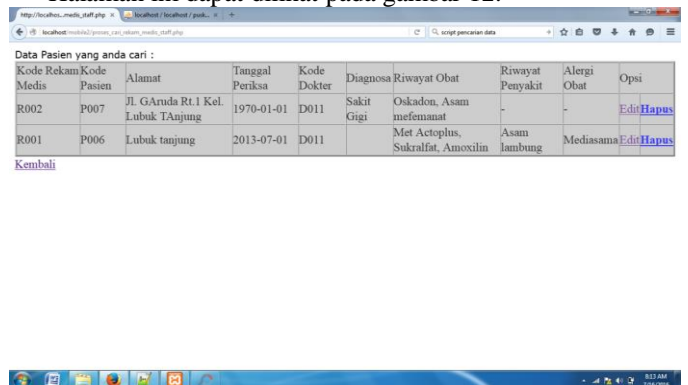 Halaman ini dapat dilihat pada gambar 12.
http://localhos...medis_staff.php
localhost / localhost / pusk...
localhost/mobile2/proses_cari_rekam_medis_staff.php
script pencarian data
Data Pasien yang anda cari :
Kode Rekam Medis Kode Pasien Alamat Tanggal Periksa Kode Dokter Diagnosa Riwayat Obat Riwayat Penyakit Alergi Obat Opsi
R002 P007 Jl. GAruda Rt.1 Kel. Lubuk TAnjung 1970-01-01 D011 Sakit Gigi Oskadon, Asam mefemanat - - Edit Hapus
R001 P006 Lubuk tanjung 2013-07-01 D011 Met Actoplus, Sukralfat, Amoxilin Asam lambung Mediasama Edit Hapus
Kembali
8:13 AM